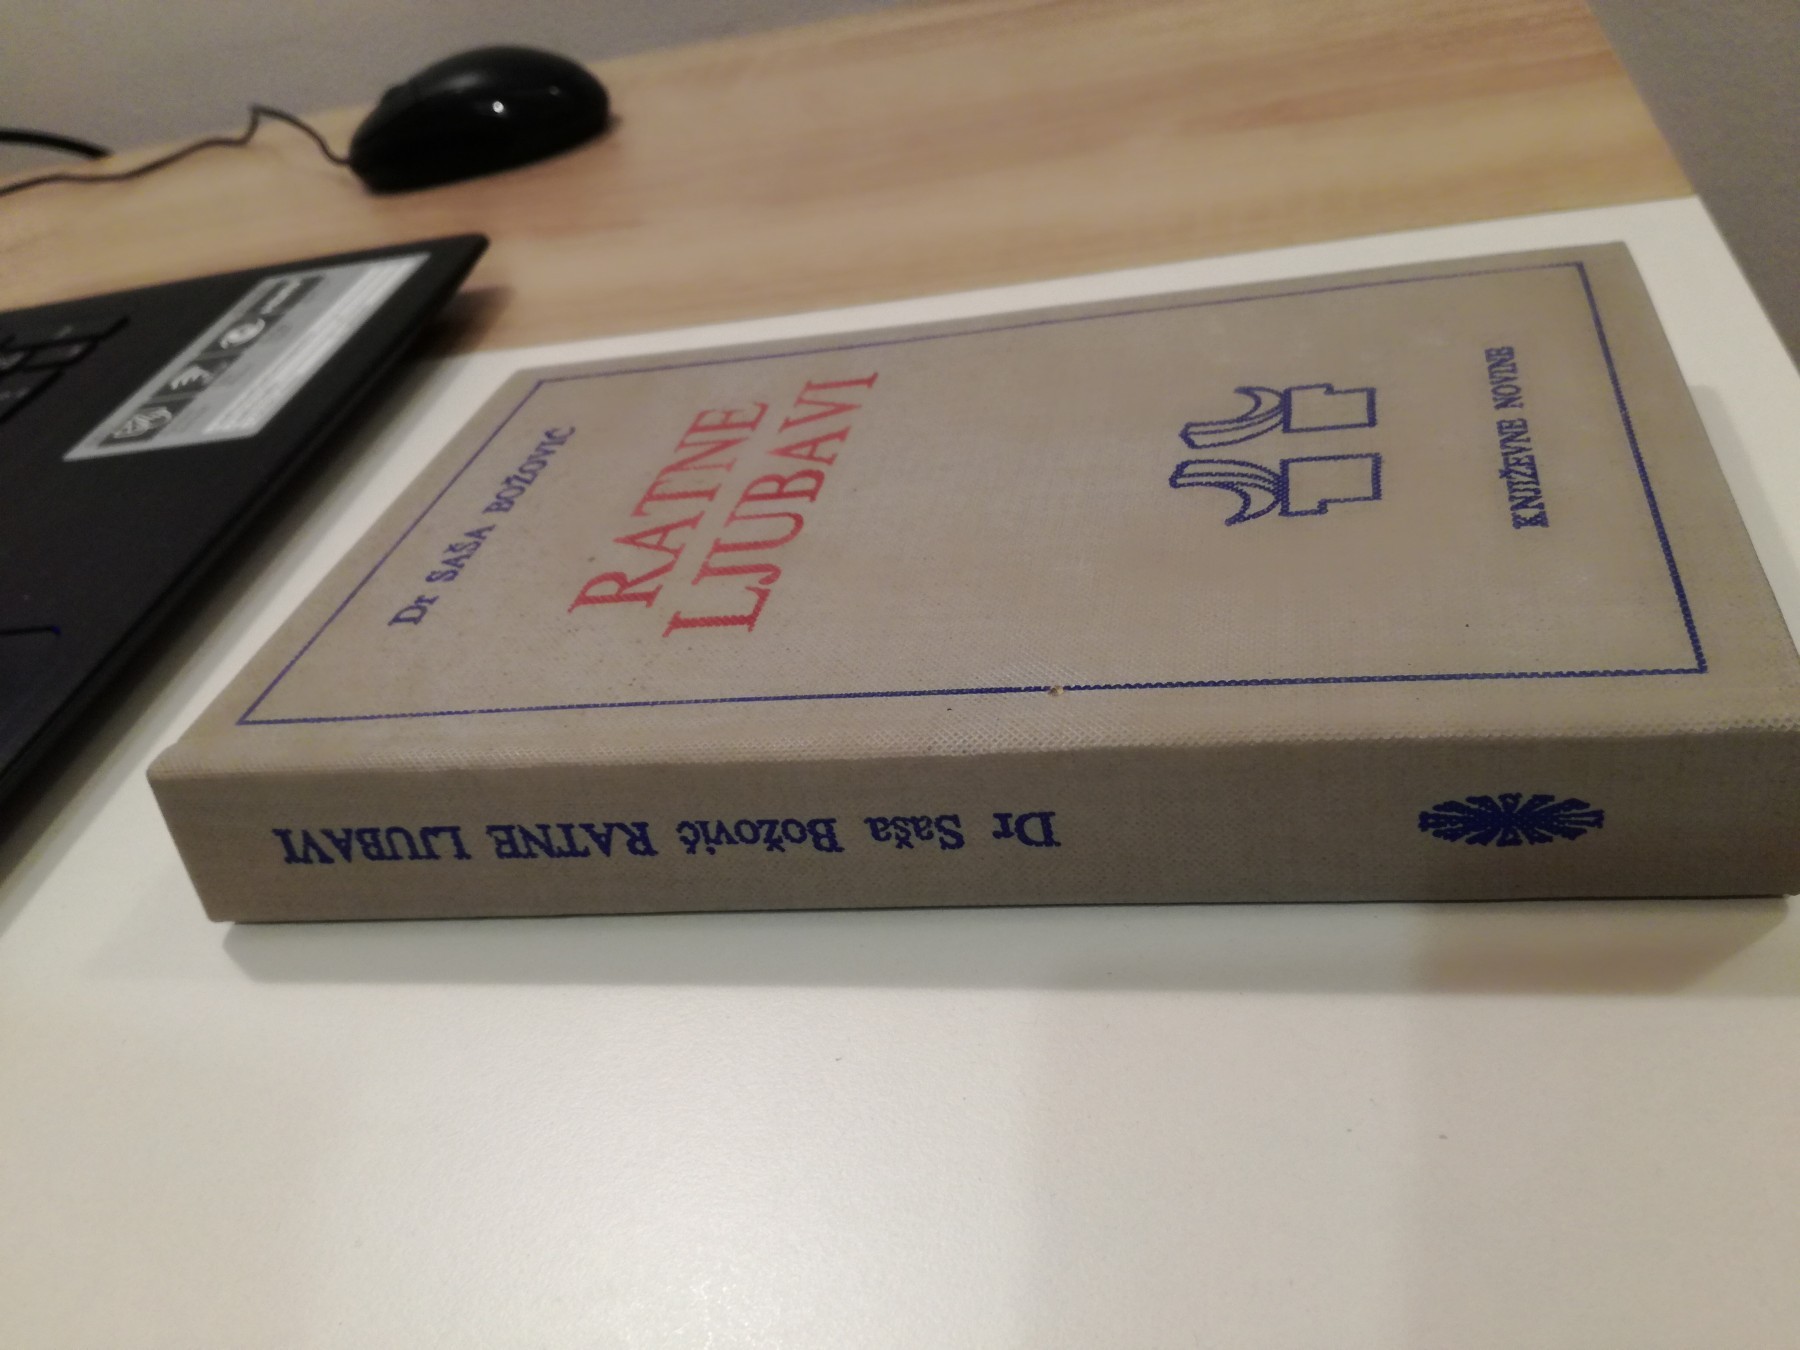 Dr SAŠA BOŽOVIĆ
RATNE
LJUBAVI
KNJIŽEVNE NOVINE
Dr Saša Božović RATNE LJUBAVI